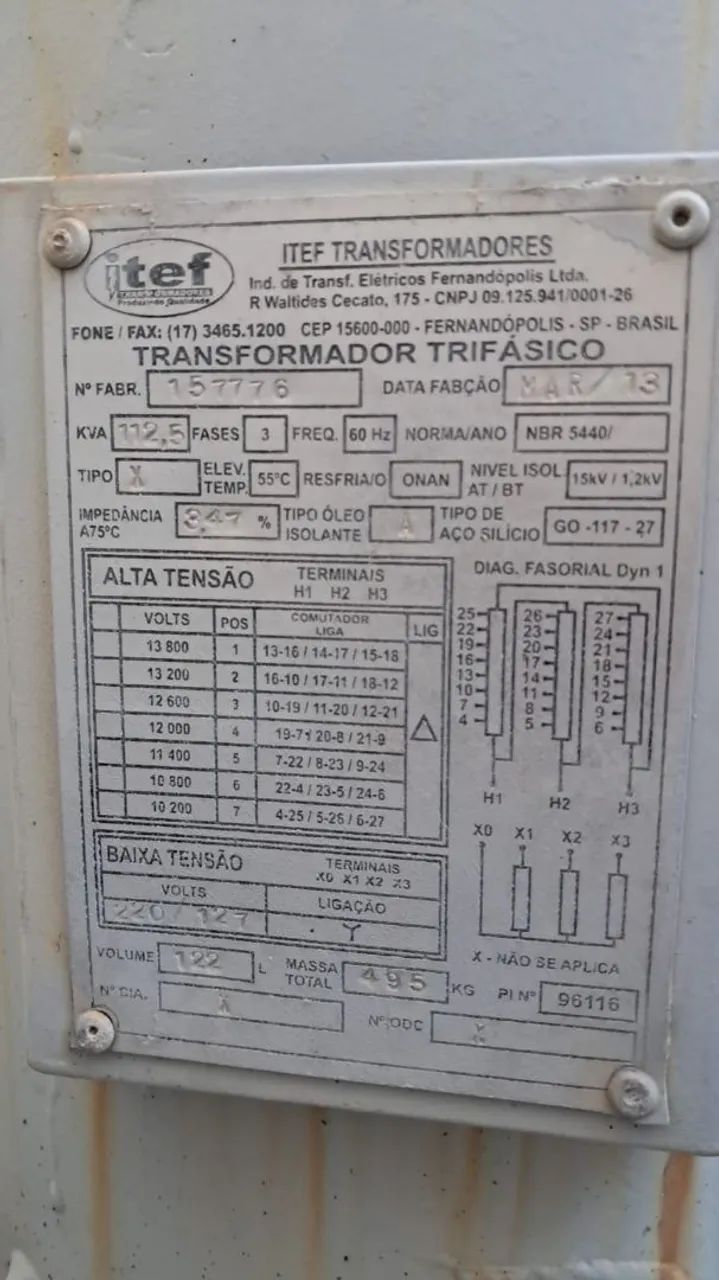 itef
TRANSFORMADORES
Produzindo Qualidade
ITEF TRANSFORMADORES
Ind. de Transf. Elétricos Fernandópolis Ltda.
R Waltides Cecato, 175 - CNPJ 09.125.941/0001-26
FONE / FAX: (17) 3465.1200 CEP 15600-000 - FERNANDÓPOLIS - SP - BRASIL
TRANSFORMADOR TRIFÁSICO
Nº FABR. 157776 DATA FABÇÃO MAR/13
KVA 112,5 FASES 3 FREQ. 60 Hz NORMA/ANO NBR 5440/
TIPO X ELEV. TEMP. 55°C RESFRIA/O ONAN NIVEL ISOL AT / BT 15kV / 1,2kV
IMPEDÂNCIA A75°C 3,47 % TIPO ÓLEO ISOLANTE A TIPO DE AÇO SILÍCIO GO -117 - 27
ALTA TENSÃO TERMINAIS H1 H2 H3
VOLTS POS COMUTADOR LIGA LIG
13 800 1 13-16 / 14-17 / 15-18
13 200 2 16-10 / 17-11 / 18-12
12 600 3 10-19 / 11-20 / 12-21
12 000 4 19-7 / 20-8 / 21-9
11 400 5 7-22 / 8-23 / 9-24
10 800 6 22-4 / 23-5 / 24-6
10 200 7 4-25 / 5-26 / 6-27
Δ
DIAG. FASORIAL Dyn 1
25 26 27
22 23 24
19 20 21
16 17 18
13 14 15
10 11 12
7 8 9
4 5 6
H1 H2 H3
X0 X1 X2 X3
BAIXA TENSÃO TERMINAIS X0 X1 X2 X3
VOLTS LIGAÇÃO
220/127 Y
X - NÃO SE APLICA
VOLUME 122 L MASSA TOTAL 495 KG PI Nº 96116
Nº CIA. X Nº ODC X